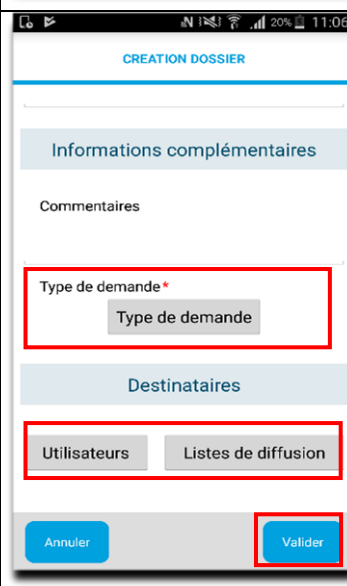 20% 11:06
CREATION DOSSIER
Informations complémentaires
Commentaires
Type de demande*
Type de demande
Destinataires
Utilisateurs Listes de diffusion
Annuler Valider